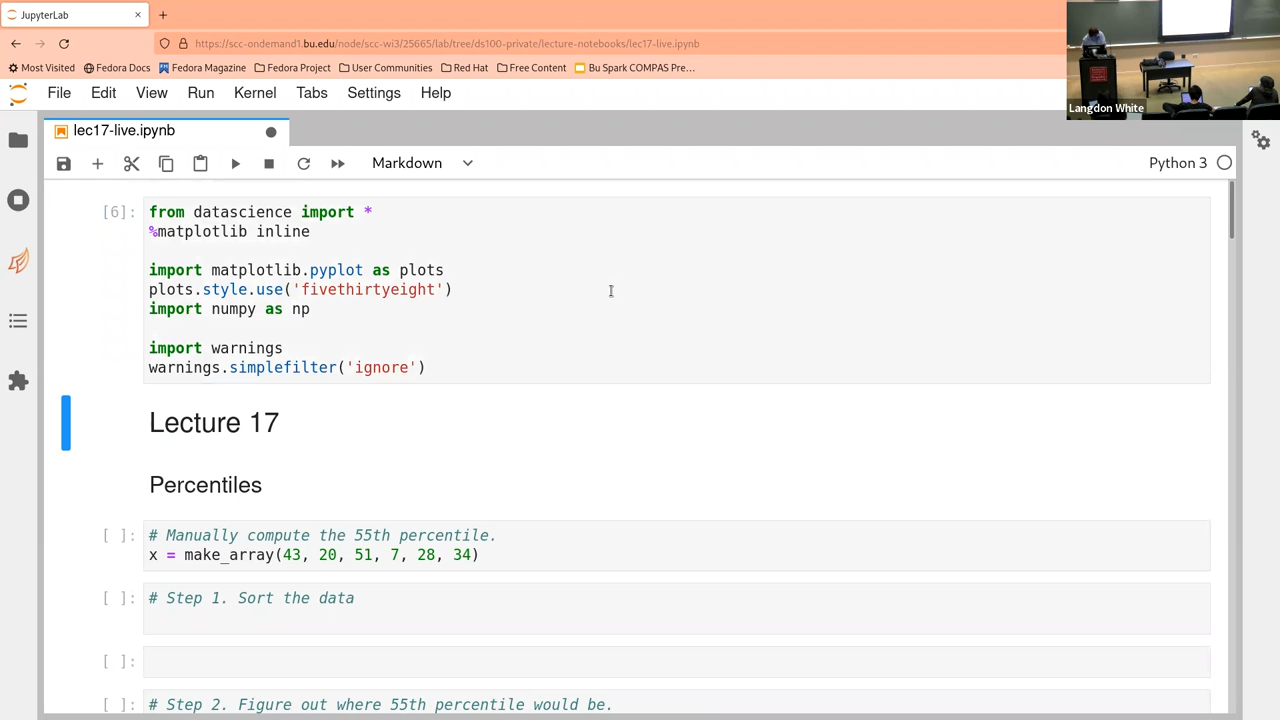 JupyterLab
https://scc-ondemand1.bu.edu/node/scc-wi3/25665/lab/tree/ds100-private/lecture-notebooks/lec17-live.ipynb
Most Visited Fedora Docs Fedora Magazine Fedora Project User Communities Red Hat Free Content Bu Spark COMPAS Pre…
Langdon White
File Edit View Run Kernel Tabs Settings Help
lec17-live.ipynb
Markdown Python 3
[6]: from datascience import *
%matplotlib inline
import matplotlib.pyplot as plots
plots.style.use('fivethirtyeight')
import numpy as np
import warnings
warnings.simplefilter('ignore')
Lecture 17
Percentiles
[ ]: # Manually compute the 55th percentile.
x = make_array(43, 20, 51, 7, 28, 34)
[ ]: # Step 1. Sort the data
[ ]:
[ ]: # Step 2. Figure out where 55th percentile would be.